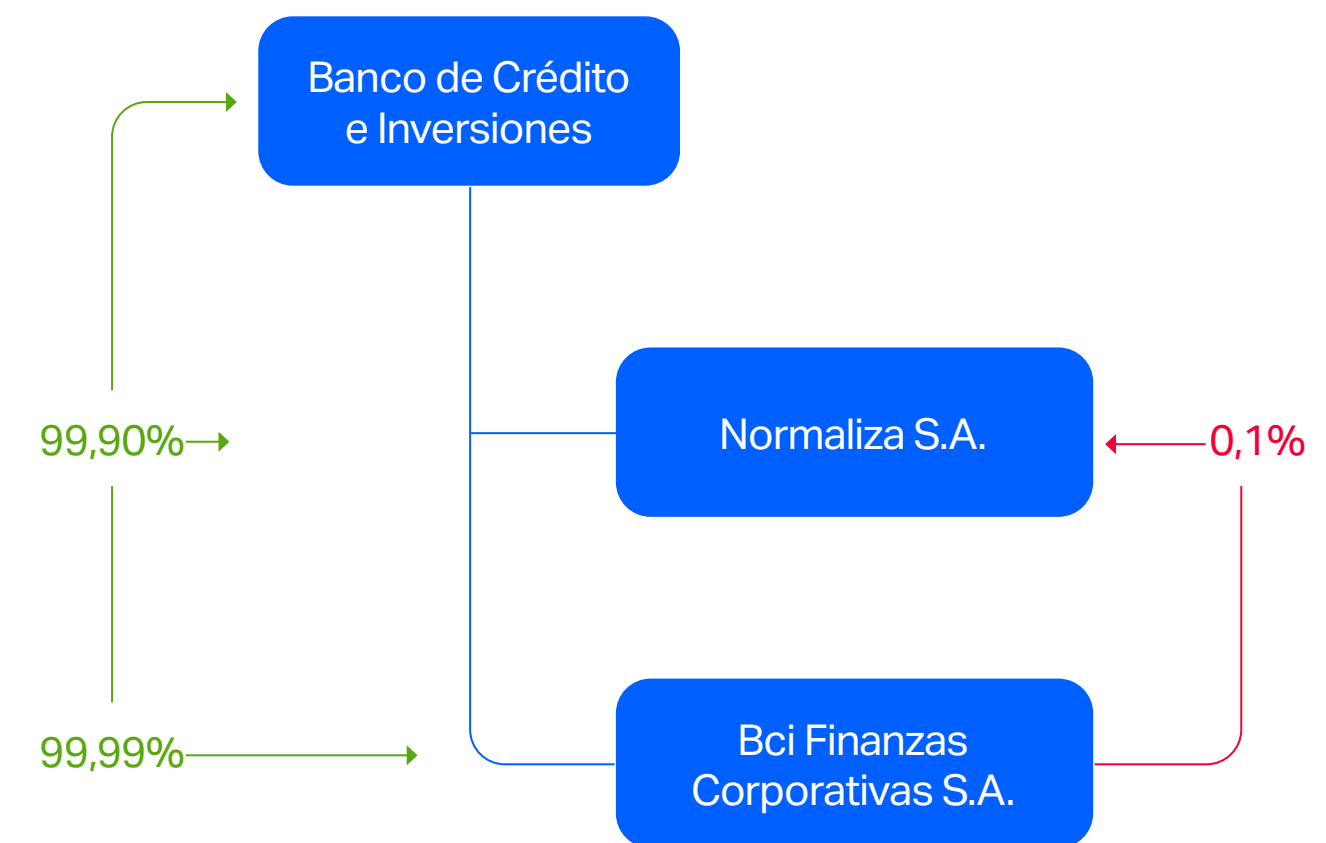 Banco de Crédito
e Inversiones
99,90%
Normaliza S.A.
0,1%
99,99%
Bci Finanzas
Corporativas S.A.